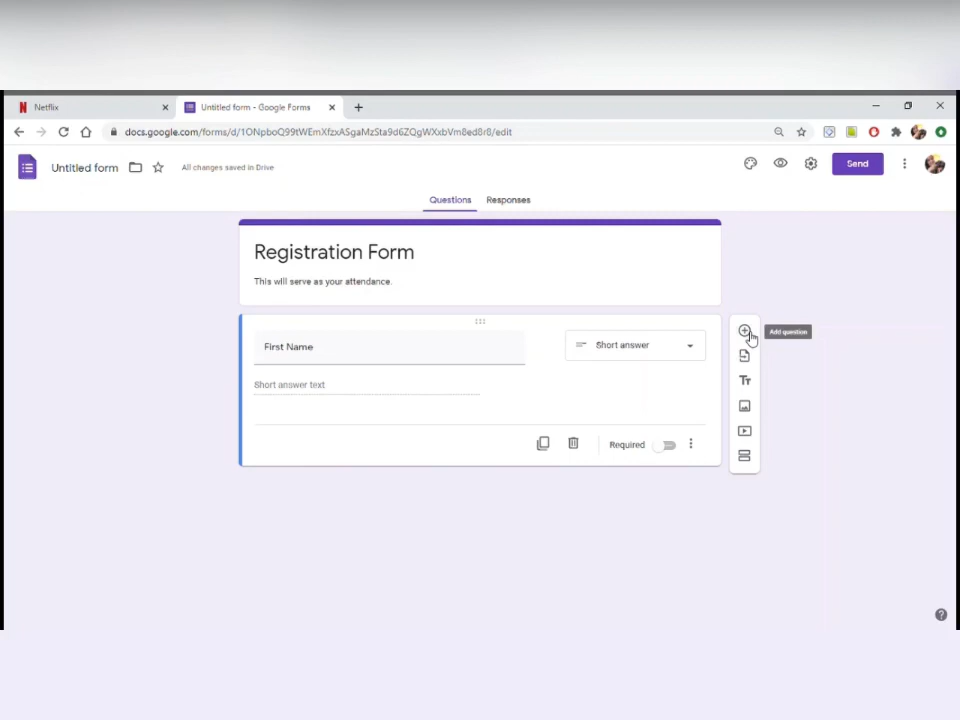 Netflix
Untitled form - Google Forms
docs.google.com/forms/d/1ONpboQ99tWEmXfzxASgaMzSta9d6ZQgWXxbVm8ed8r8/edit
Untitled form
All changes saved in Drive
Send
Questions
Responses
Registration Form
This will serve as your attendance.
First Name
Short answer
Add question
Short answer text
Required